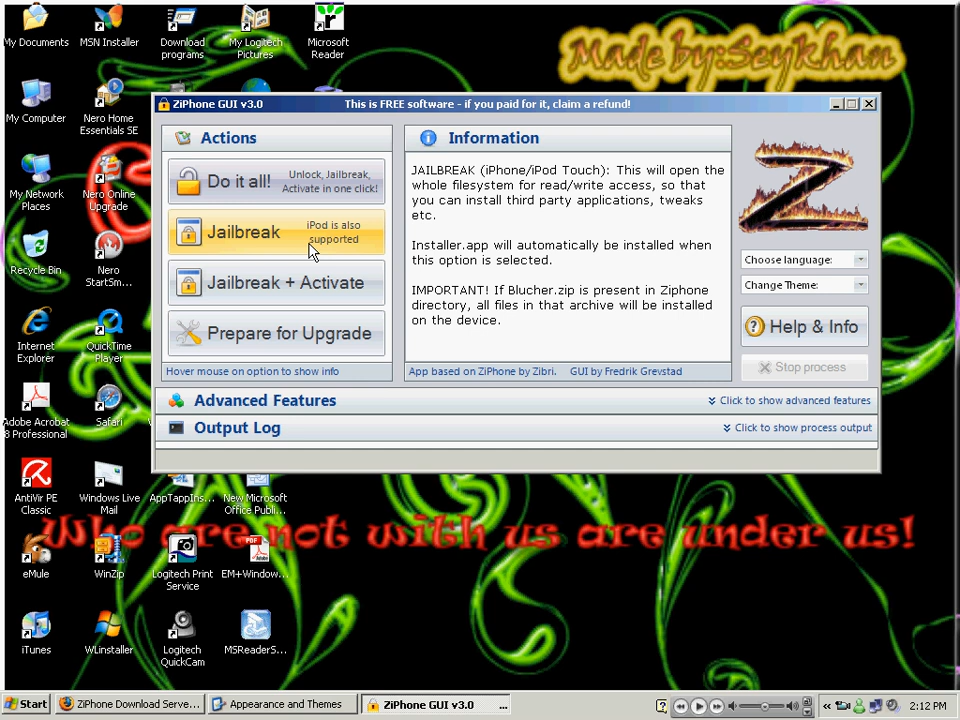 My Documents
MSN Installer
Download programs
My Logitech Pictures
Microsoft Reader
Made by:Seykhan
My Computer
Nero Home Essentials SE
My Network Places
Nero Online Upgrade
Recycle Bin
Nero StartSm...
Internet Explorer
QuickTime Player
Adobe Acrobat 8 Professional
Safari
AntiVir PE Classic
Windows Live Mail
AppTappIns...
New Microsoft Office Publi...
eMule
WinZip
Logitech Print Service
EM+Window...
iTunes
WLinstaller
Logitech QuickCam
MSReaderS...
ZiPhone GUI v3.0
This is FREE software - if you paid for it, claim a refund!
Actions
Do it all!
Unlock, Jailbreak,
Activate in one click!
Jailbreak
iPod is also
supported
Jailbreak + Activate
Prepare for Upgrade
Hover mouse on option to show info
Information
JAILBREAK (iPhone/iPod Touch): This will open the
whole filesystem for read/write access, so that
you can install third party applications, tweaks
etc.
Installer.app will automatically be installed when
this option is selected.
IMPORTANT! If Blucher.zip is present in Ziphone
directory, all files in that archive will be installed
on the device.
App based on ZiPhone by Zibri.
GUI by Fredrik Grevstad
Z
Choose language:
Change Theme:
Help & Info
Stop process
Advanced Features
Click to show advanced features
Output Log
Click to show process output
Who are not with us are under us!
Start
ZiPhone Download Serve...
Appearance and Themes
ZiPhone GUI v3.0 ...
2:12 PM